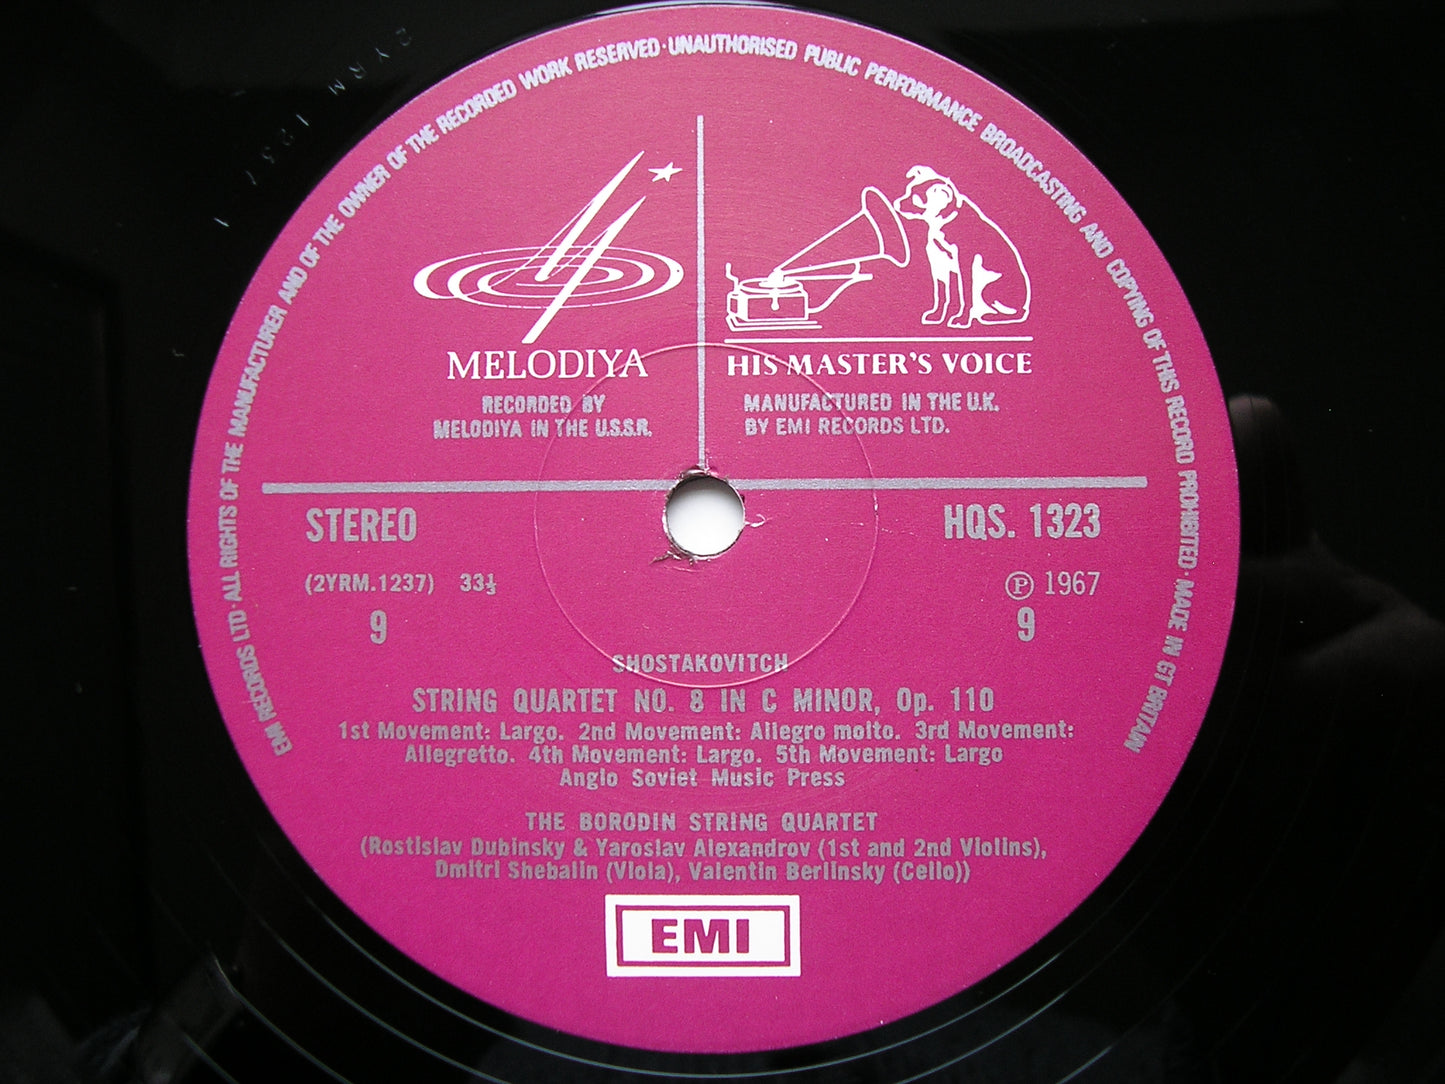 EMI RECORDS LTD · ALL RIGHTS OF THE MANUFACTURER AND OF THE OWNER OF THE RECORDED WORK RESERVED · UNAUTHORISED PUBLIC PERFORMANCE BROADCASTING AND COPYING OF THIS RECORD PROHIBITED · MADE IN GT BRITAIN
MELODIYA
RECORDED BY
MELODIYA IN THE U.S.S.R.
HIS MASTER'S VOICE
MANUFACTURED IN THE U.K.
BY EMI RECORDS LTD.
STEREO
HQS. 1323
(2YRM.1237) 33⅓
℗ 1967
9
9
SHOSTAKOVITCH
STRING QUARTET NO. 8 IN C MINOR, Op. 110
1st Movement: Largo. 2nd Movement: Allegro molto. 3rd Movement:
Allegretto. 4th Movement: Largo. 5th Movement: Largo
Anglo Soviet Music Press
THE BORODIN STRING QUARTET
(Rostislav Dubinsky & Yaroslav Alexandrov (1st and 2nd Violins),
Dmitri Shebalin (Viola), Valentin Berlinsky (Cello))
EMI